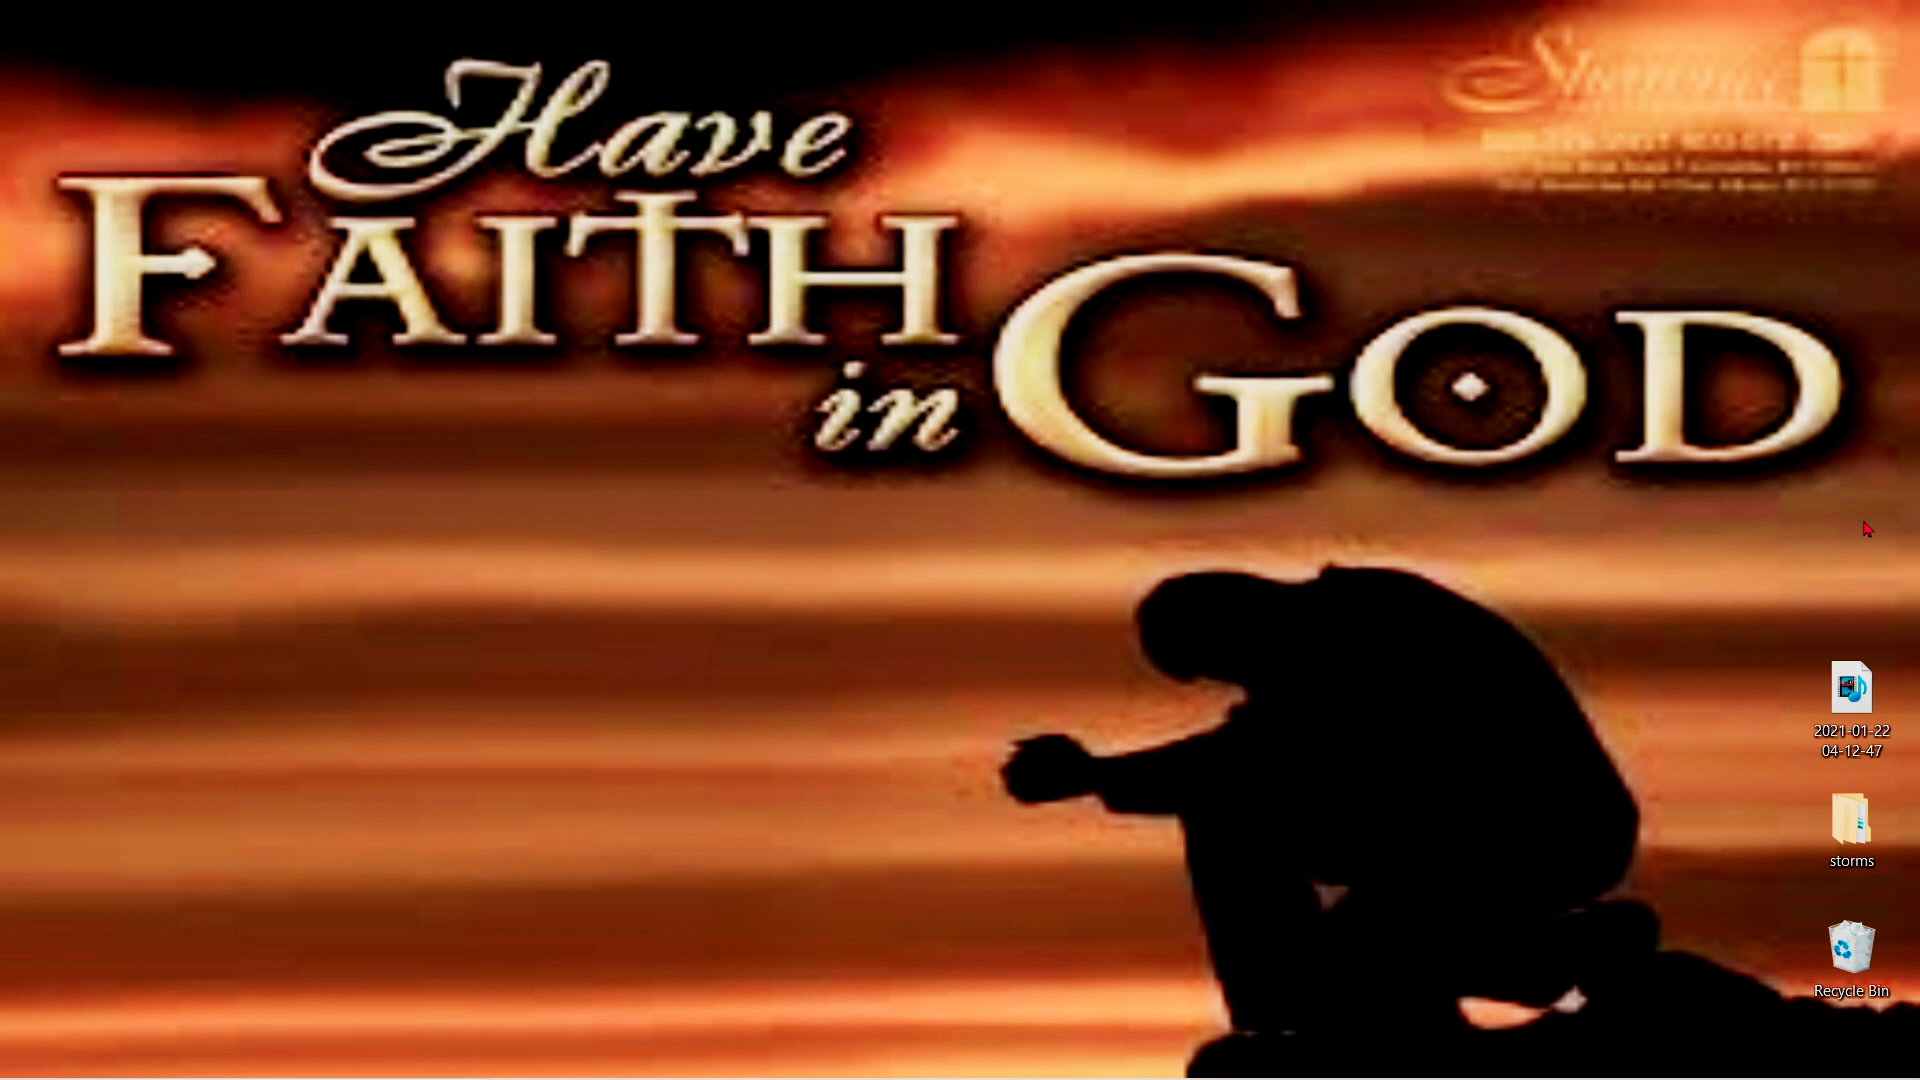 Have
FAITH
in GOD
2021-01-22
04-12-47
storms
Recycle Bin